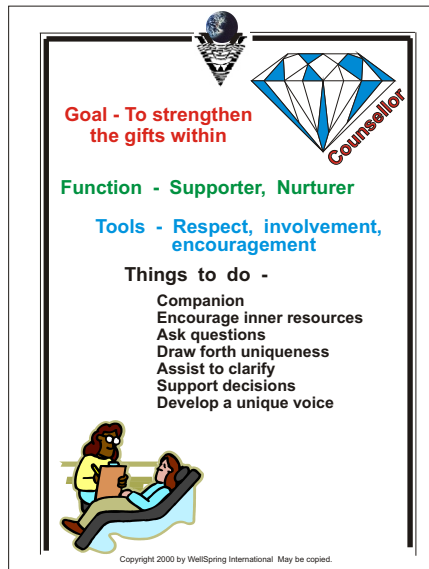 Counsellor
Goal - To strengthen
the gifts within
Function - Supporter, Nurturer
Tools - Respect, involvement,
encouragement
Things to do -
Companion
Encourage inner resources
Ask questions
Draw forth uniqueness
Assist to clarify
Support decisions
Develop a unique voice
Copyright 2000 by WellSpring International May be copied.